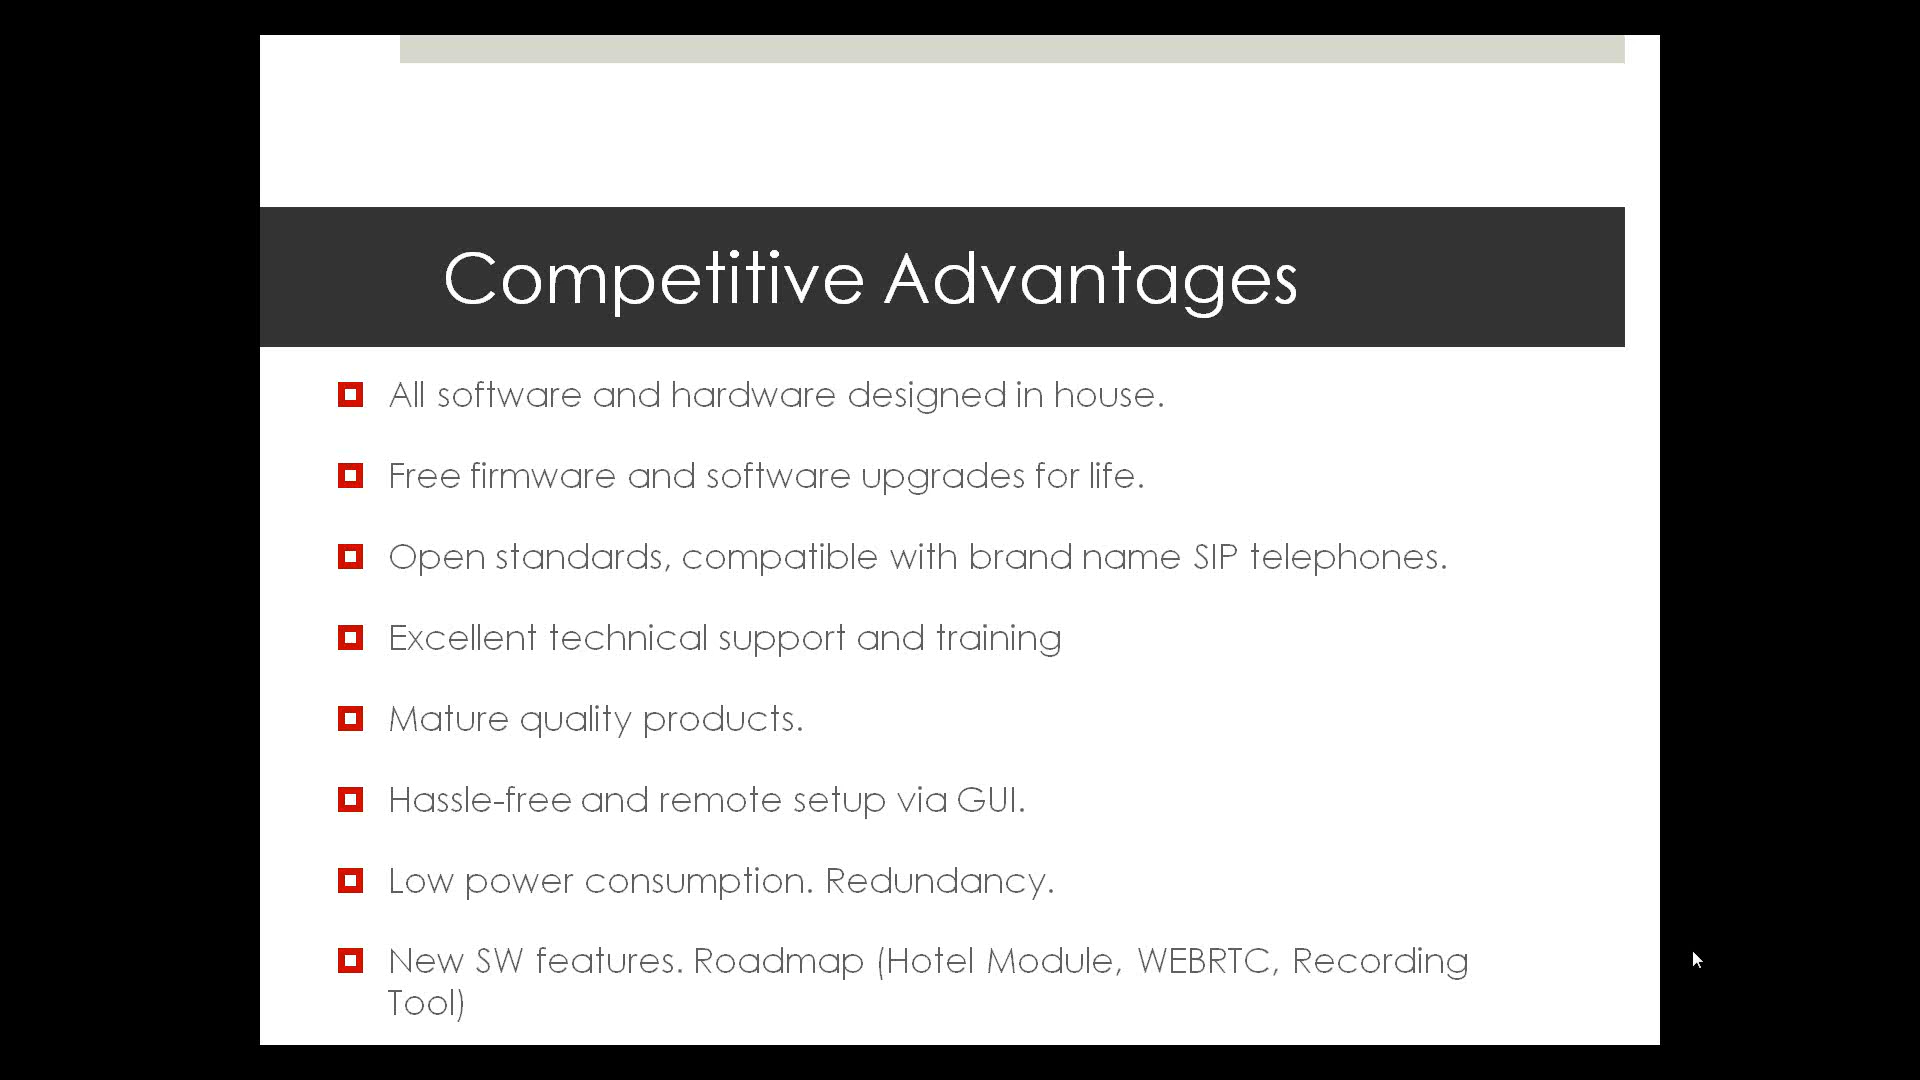 Competitive Advantages
All software and hardware designed in house.
Free firmware and software upgrades for life.
Open standards, compatible with brand name SIP telephones.
Excellent technical support and training
Mature quality products.
Hassle-free and remote setup via GUI.
Low power consumption. Redundancy.
New SW features. Roadmap (Hotel Module, WEBRTC, Recording
Tool)